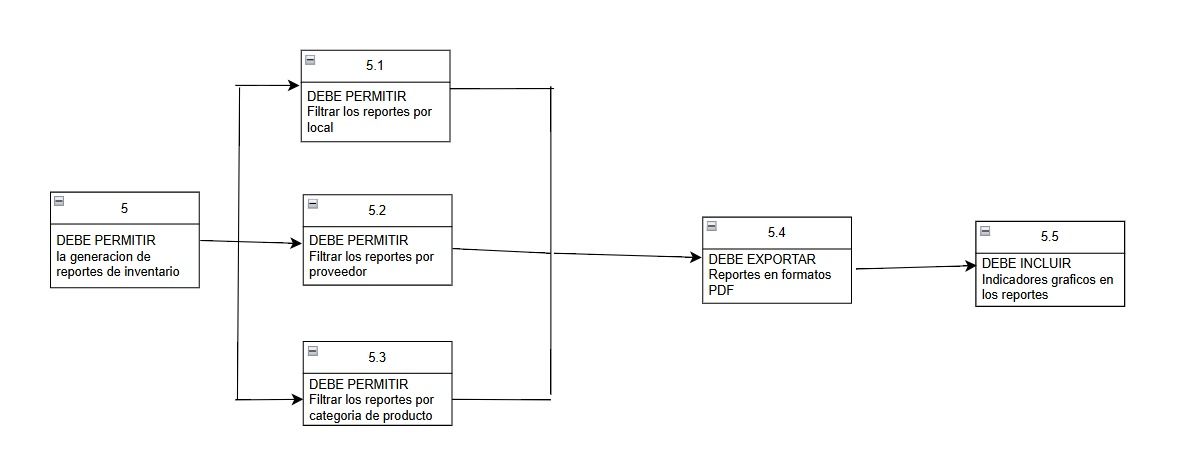 5
DEBE PERMITIR
la generacion de
reportes de inventario
5.1
DEBE PERMITIR
Filtrar los reportes por
local
5.2
DEBE PERMITIR
Filtrar los reportes por
proveedor
5.3
DEBE PERMITIR
Filtrar los reportes por
categoria de producto
5.4
DEBE EXPORTAR
Reportes en formatos
PDF
5.5
DEBE INCLUIR
Indicadores graficos en
los reportes